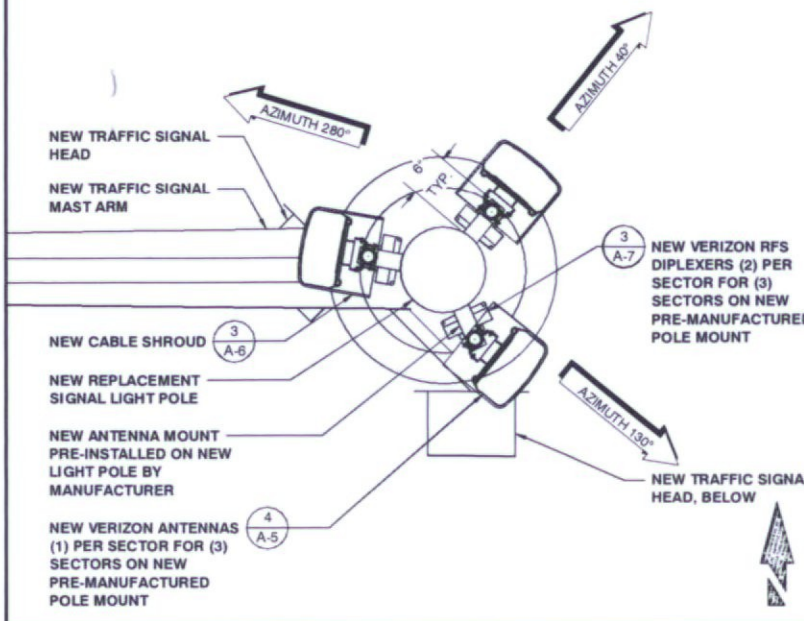 AZIMUTH 40°
AZIMUTH 280°
NEW TRAFFIC SIGNAL
HEAD
NEW TRAFFIC SIGNAL
MAST ARM
6"
TYP.
3
A-7
NEW VERIZON RFS
DIPLEXERS (2) PER
SECTOR FOR (3)
SECTORS ON NEW
PRE-MANUFACTURED
POLE MOUNT
NEW CABLE SHROUD
3
A-6
NEW REPLACEMENT
SIGNAL LIGHT POLE
NEW ANTENNA MOUNT
PRE-INSTALLED ON NEW
LIGHT POLE BY
MANUFACTURER
AZIMUTH 130°
NEW TRAFFIC SIGNA
HEAD, BELOW
NEW VERIZON ANTENNAS
(1) PER SECTOR FOR (3)
SECTORS ON NEW
PRE-MANUFACTURED
POLE MOUNT
4
A-5